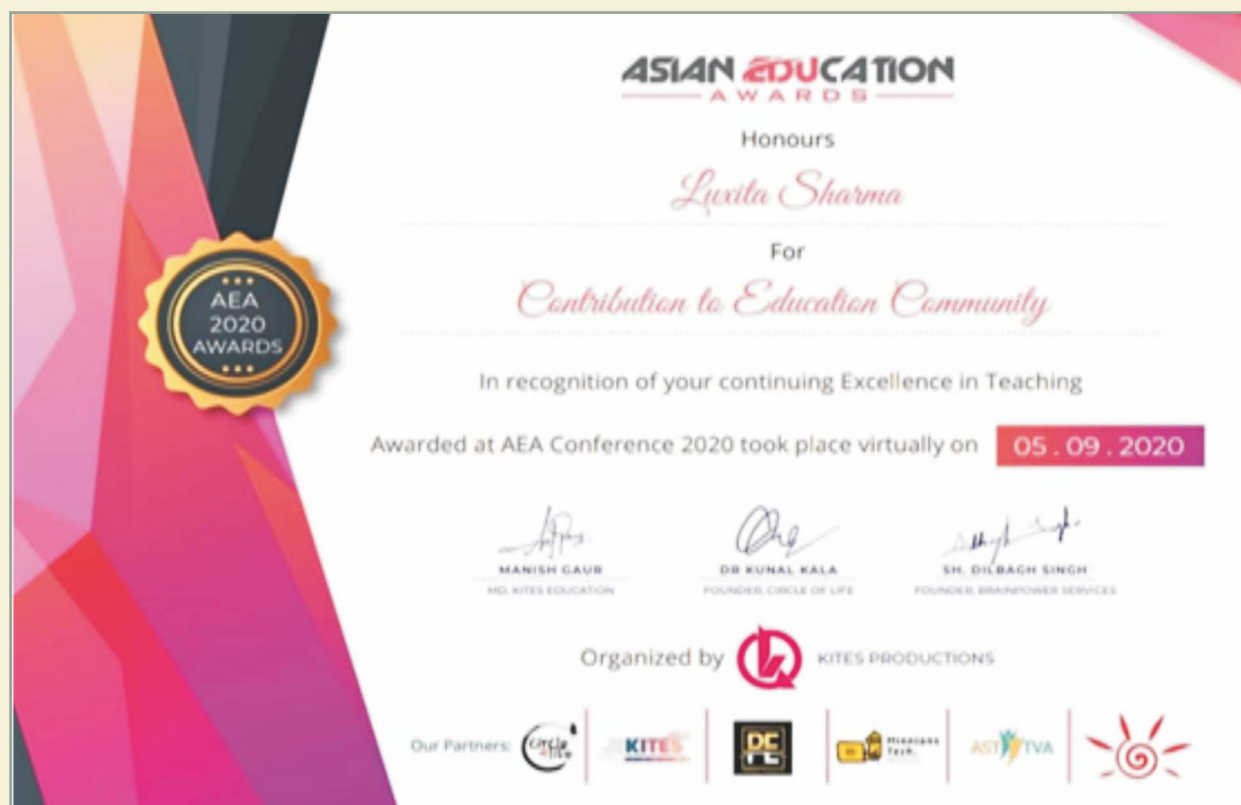 ASIAN EDUCATION
AWARDS
Honours
Luxita Sharma
For
Contribution to Education Community
AEA
2020
AWARDS
In recognition of your continuing Excellence in Teaching
Awarded at AEA Conference 2020 took place virtually on 05.09.2020
MANISH GAUR DR KUNAL KALA SH. DILBAGH SINGH
MD, KITES EDUCATION FOUNDER, CIRCLE OF LIFE FOUNDER, BRAINPOWER SERVICES
Organized by KITES PRODUCTIONS
Our Partners: Circle of life KITES